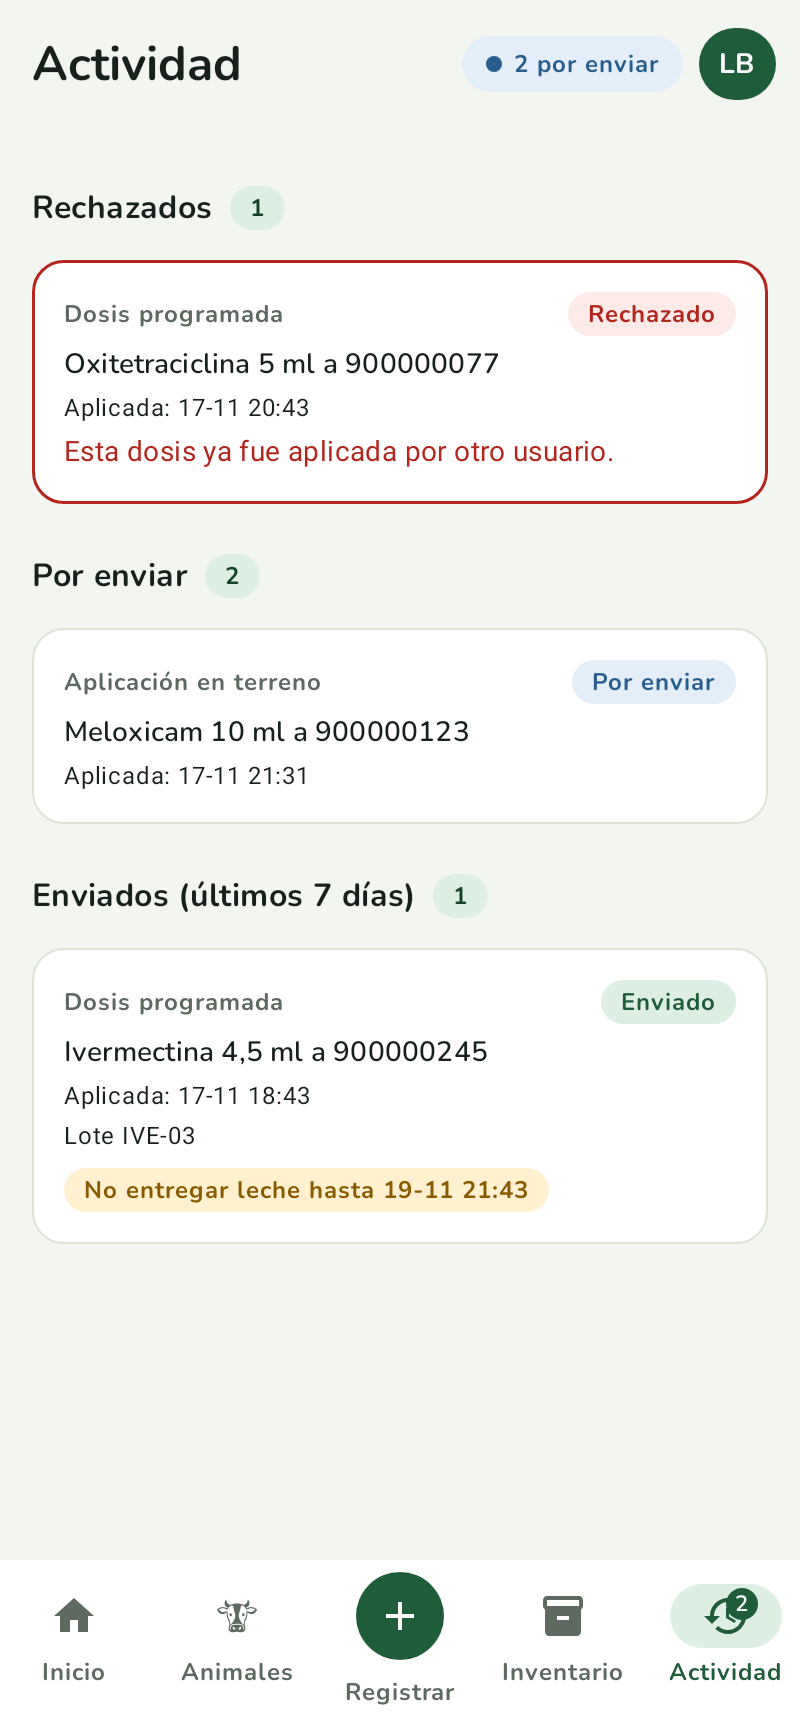 Actividad
2 por enviar
LB
Rechazados 1
Dosis programada
Rechazado
Oxitetraciclina 5 ml a 900000077
Aplicada: 17-11 20:43
Esta dosis ya fue aplicada por otro usuario.
Por enviar 2
Aplicación en terreno
Por enviar
Meloxicam 10 ml a 900000123
Aplicada: 17-11 21:31
Enviados (últimos 7 días) 1
Dosis programada
Enviado
Ivermectina 4,5 ml a 900000245
Aplicada: 17-11 18:43
Lote IVE-03
No entregar leche hasta 19-11 21:43
2
Inicio
Animales
Registrar
Inventario
Actividad